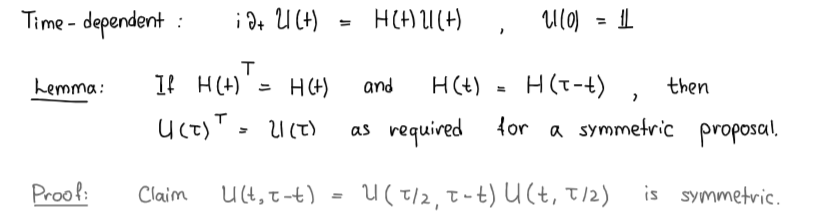 Time-dependent : i∂ₜ U(t) = H(t)U(t) , U(0) = 𝟙
Lemma: If H(t)ᵀ = H(t) and H(t) = H(τ-t) , then
U(τ)ᵀ = U(τ) as required for a symmetric proposal.
Proof: Claim U(t,τ-t) = U(τ/2, τ-t) U(t, τ/2) is symmetric.